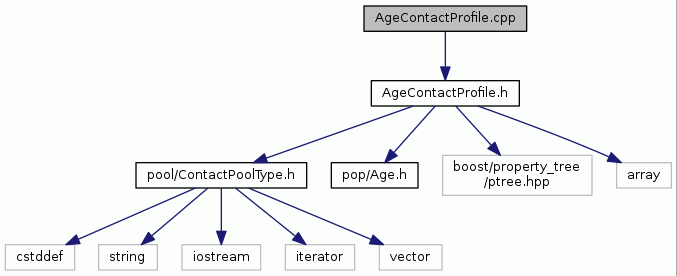 AgeContactProfile.cpp
AgeContactProfile.h
pool/ContactPoolType.h
pop/Age.h
boost/property_tree
/ptree.hpp
array
cstddef
string
iostream
iterator
vector